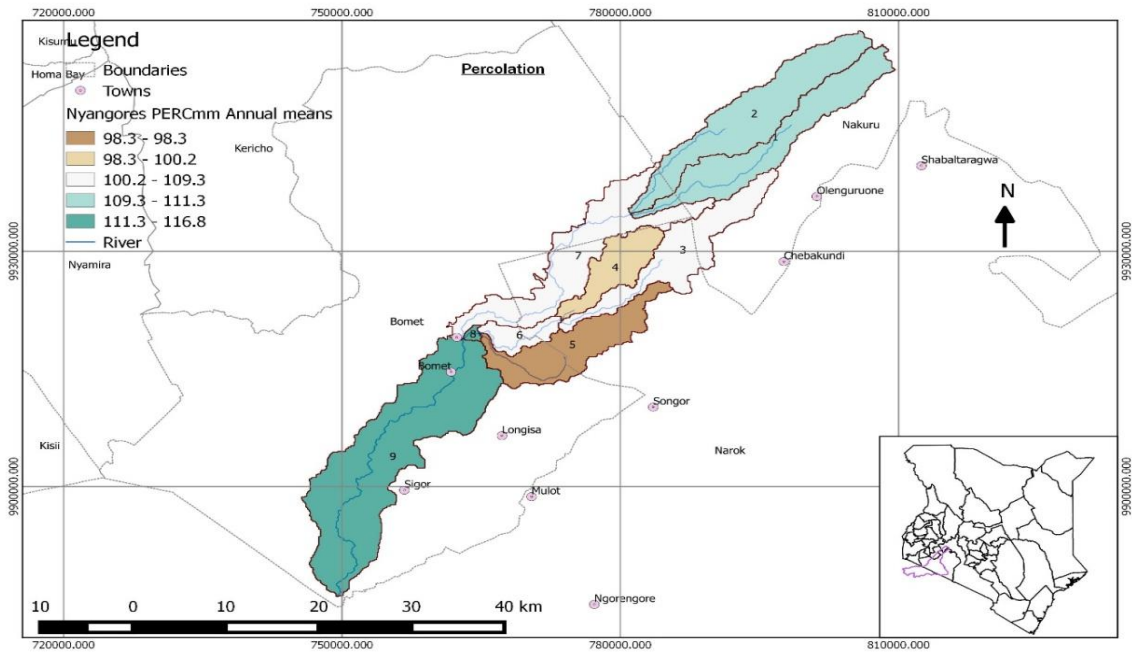 720000.000 750000.000 780000.000 810000.000
Kisumu
Legend
Homa Bay
Boundaries
Towns
Nyangores PERCmm Annual means
98.3 - 98.3
98.3 - 100.2
100.2 - 109.3
109.3 - 111.3
111.3 - 116.8
River
Percolation
Kericho
2
1
Nakuru
Shabaltaragwa
Olenguruone
N
9930000.000
9930000.000
Nyamira
3
7
4
Chebakundi
Bomet
8
6
5
Bomet
Songor
Longisa
Narok
Kisii
9
Sigor
Mulot
9900000.000
9900000.000
Ngorengore
10 0 10 20 30 40 km
720000.000 750000.000 780000.000 810000.000